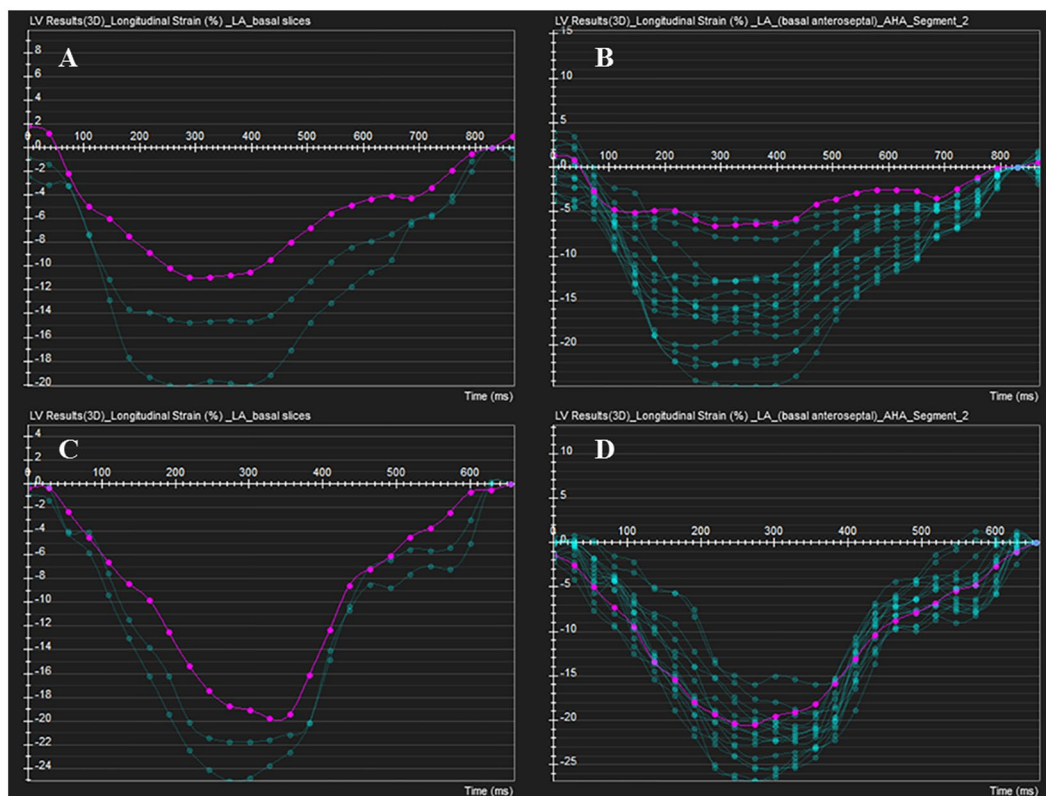 LV Results(3D)_Longitudinal Strain (%) _LA_basal slices
A
8
6
4
2
0
-2
-4
-6
-8
-10
-12
-14
-16
-18
-20
100 200 300 400 500 600 700 800
Time (ms)
LV Results(3D)_Longitudinal Strain (%) _LA_(basal anteroseptal)_AHA_Segment_2
B
15
10
5
0
-5
-10
-15
-20
100 200 300 400 500 600 700 800
Time (ms)
LV Results(3D)_Longitudinal Strain (%) _LA_basal slices
C
4
2
0
-2
-4
-6
-8
-10
-12
-14
-16
-18
-20
-22
-24
100 200 300 400 500 600
Time (ms)
LV Results(3D)_Longitudinal Strain (%) _LA_(basal anteroseptal)_AHA_Segment_2
D
10
5
0
-5
-10
-15
-20
-25
100 200 300 400 500 600
Time (ms)